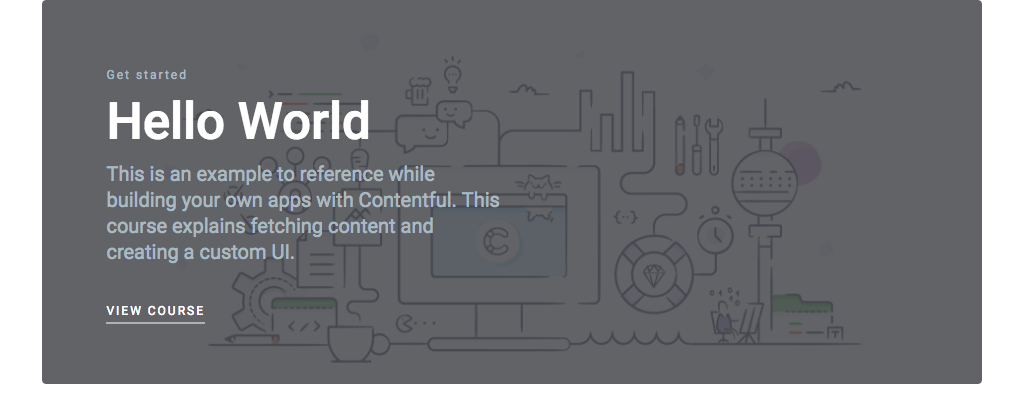 Get started
Hello World
This is an example to reference while
building your own apps with Contentful. This
course explains fetching content and
creating a custom UI.
VIEW COURSE